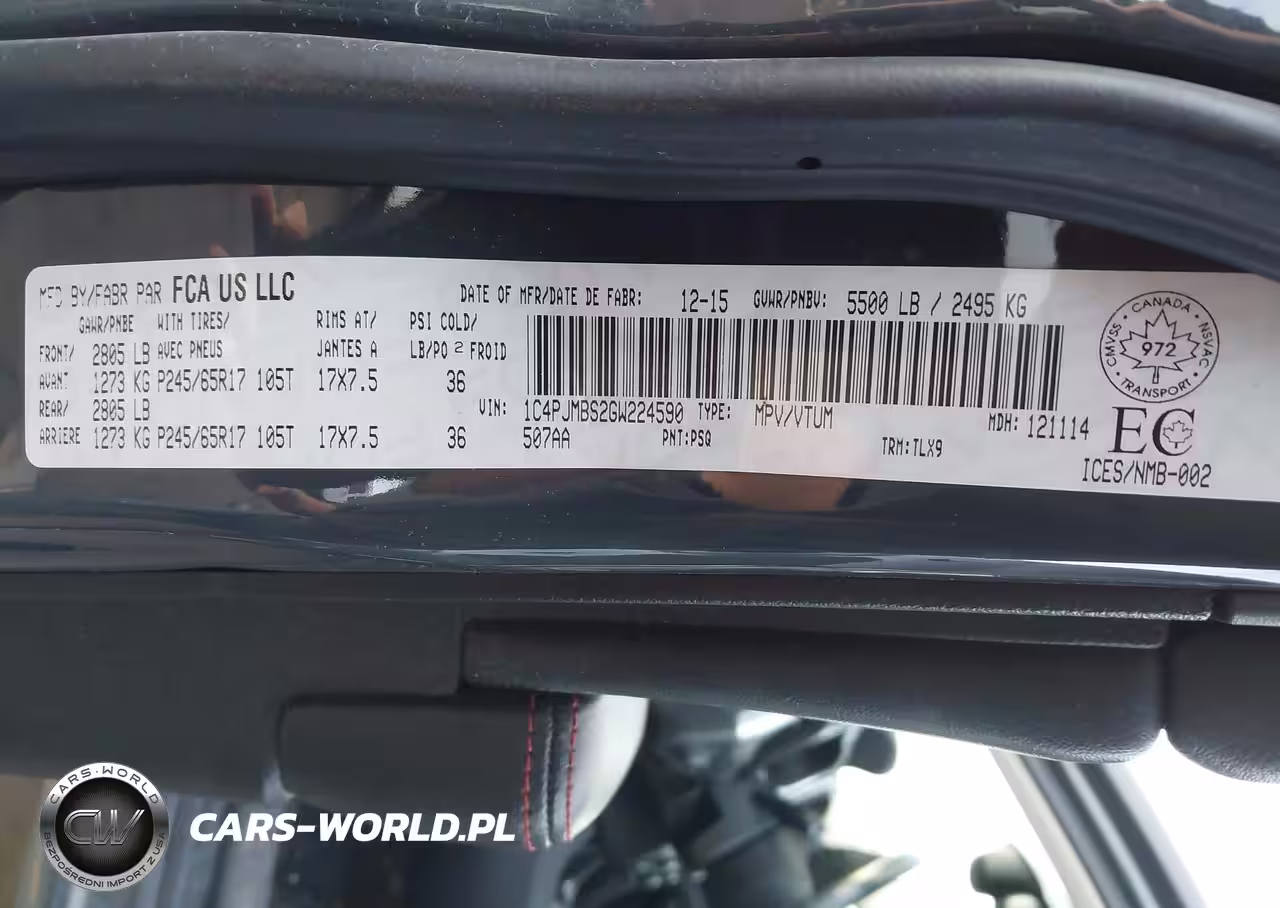 MFD BY/FABR PAR FCA US LLC DATE OF MFR/DATE DE FABR: 12-15 GVWR/PNBV: 5500 LB / 2495 KG
GAWR/PNBE WITH TIRES/ RIMS AT/ PSI COLD/
FRONT/ 2805 LB AVEC PNEUS JANTES A LB/PO 2 FROID
AVANT 1273 KG P245/65R17 105T 17X7.5 36
REAR/ 2805 LB VIN: 1C4PJMBS2GW224590 TYPE: MPV/VTUM MDH: 121114
ARRIERE 1273 KG P245/65R17 105T 17X7.5 36 507AA PNT:PSQ TRM:TLX9
CANADA
CMVSS 972 NSVAC
TRANSPORT
EC
ICES/NMB-002
CARS-WORLD
CW
BEZPOŚREDNI IMPORT Z USA
CARS-WORLD.PL